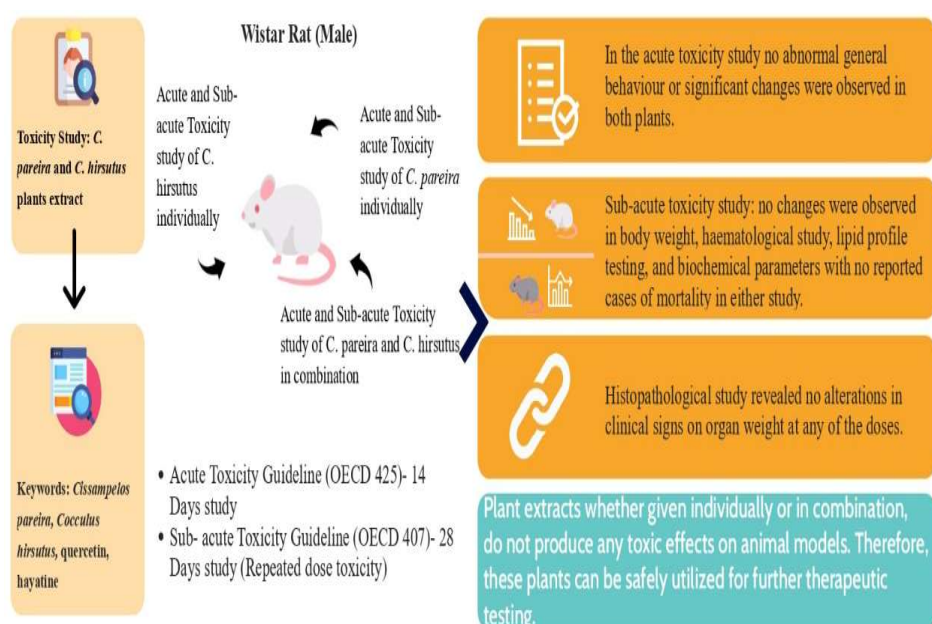 Toxicity Study: C.
pareira and C. hirsutus
plants extract
Keywords: Cissampelos
pareira, Cocculus
hirsutus, quercetin,
hayatine
Wistar Rat (Male)
Acute and Sub-
acute Toxicity
study of C.
hirsutus
individually
Acute and Sub-
acute Toxicity
study of C. pareira
individually
Acute and Sub-acute Toxicity
study of C. pareira and C. hirsutus
in combination
• Acute Toxicity Guideline (OECD 425)- 14
Days study
• Sub- acute Toxicity Guideline (OECD 407)- 28
Days study (Repeated dose toxicity)
In the acute toxicity study no abnormal general
behaviour or significant changes were observed in
both plants.
Sub-acute toxicity study: no changes were observed
in body weight, haematological study, lipid profile
testing, and biochemical parameters with no reported
cases of mortality in either study.
Histopathological study revealed no alterations in
clinical signs on organ weight at any of the doses.
Plant extracts whether given individually or in combination,
do not produce any toxic effects on animal models. Therefore,
these plants can be safely utilized for further therapeutic
testing.